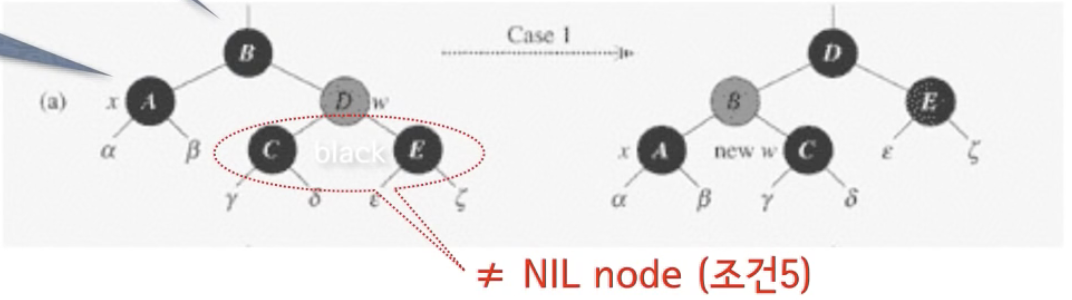 B
Case 1
D
(a) x A D w
B E
α β C black E
x A new w C ε ζ
γ δ ε ζ
α β γ δ
≠ NIL node (조건5)